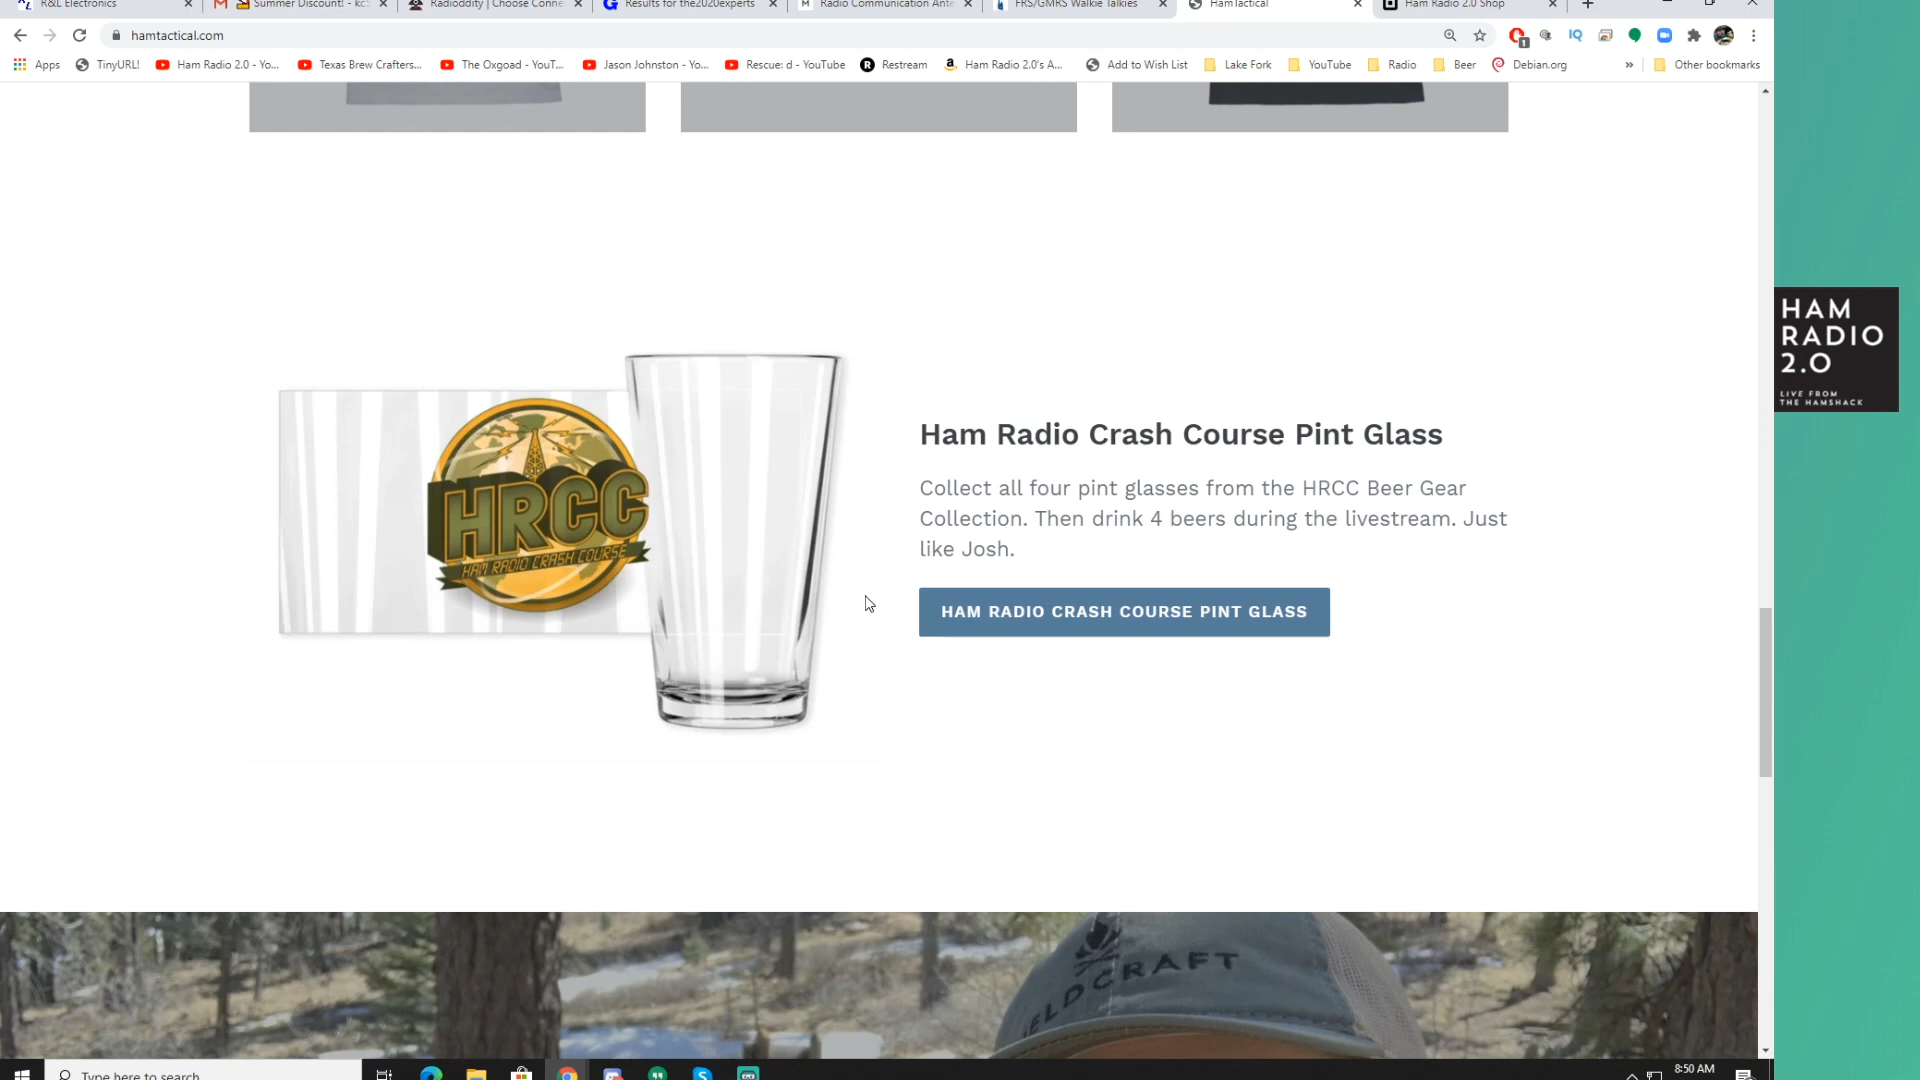 R&L Electronics
Summer Discount! - kc5
Radioddity | Choose Conne
Results for the2020experts
Radio Communication Ante
FRS/GMRS Walkie Talkies
HamTactical
Ham Radio 2.0 Shop
hamtactical.com
IQ
1
Apps
TinyURL!
Ham Radio 2.0 - Yo...
Texas Brew Crafters...
The Oxgoad - YouT...
Jason Johnston - Yo...
Rescue: d - YouTube
Restream
Ham Radio 2.0's A...
Add to Wish List
Lake Fork
YouTube
Radio
Beer
Debian.org
»
Other bookmarks
HAM
RADIO
2.0
LIVE FROM
THE HAMSHACK
HRCC
HAM RADIO CRASH COURSE
Ham Radio Crash Course Pint Glass
Collect all four pint glasses from the HRCC Beer Gear
Collection. Then drink 4 beers during the livestream. Just
like Josh.
HAM RADIO CRASH COURSE PINT GLASS
ELDCRAFT
Type here to search
8:50 AM